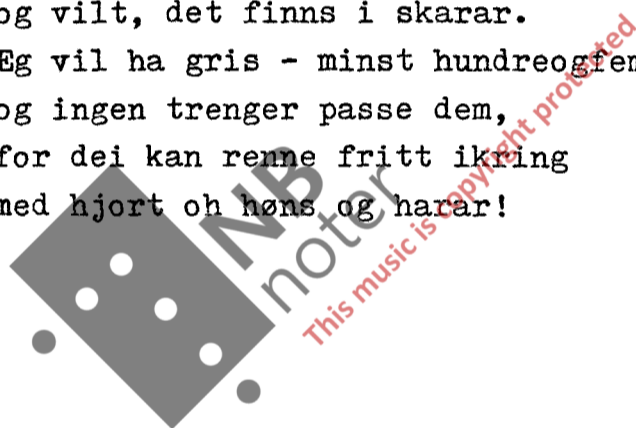 og vilt, det finns i skarar.
Eg vil ha gris - minst hundreogfem
og ingen trenger passe dem,
for dei kan renne fritt ikring
med hjort oh høns og harar!
NB
noter
This music is copyright protected